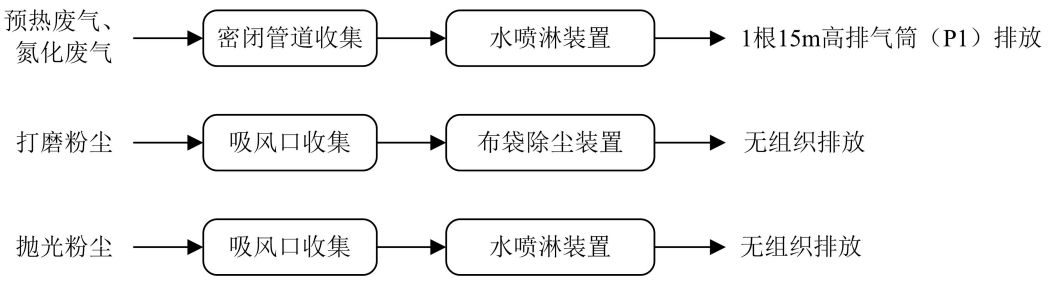 预热废气、
氮化废气
密闭管道收集
水喷淋装置
1根15m高排气筒（P1）排放
打磨粉尘
吸风口收集
布袋除尘装置
无组织排放
抛光粉尘
吸风口收集
水喷淋装置
无组织排放